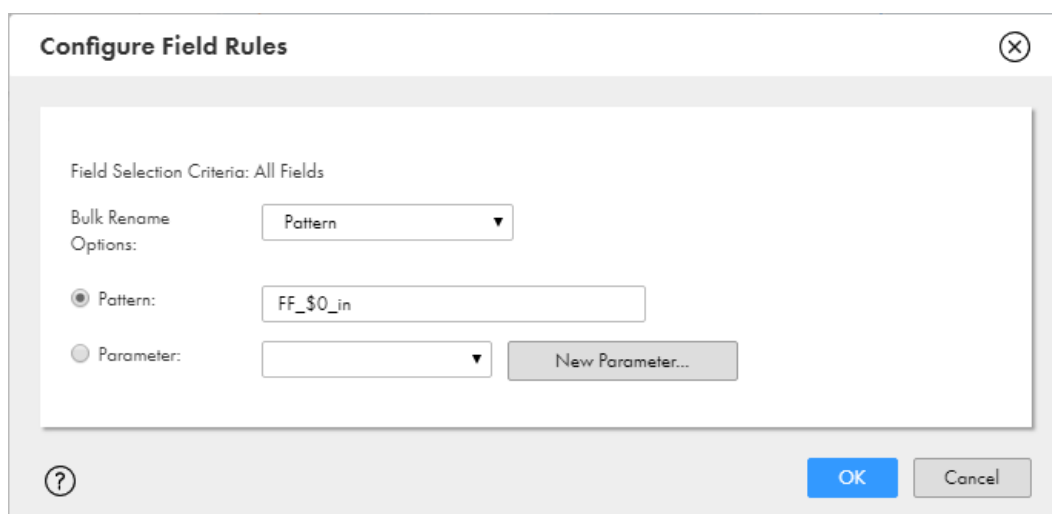 Configure Field Rules
Field Selection Criteria: All Fields
Bulk Rename
Options:
Pattern
Pattern:
FF_$0_in
Parameter:
New Parameter...
?
OK
Cancel